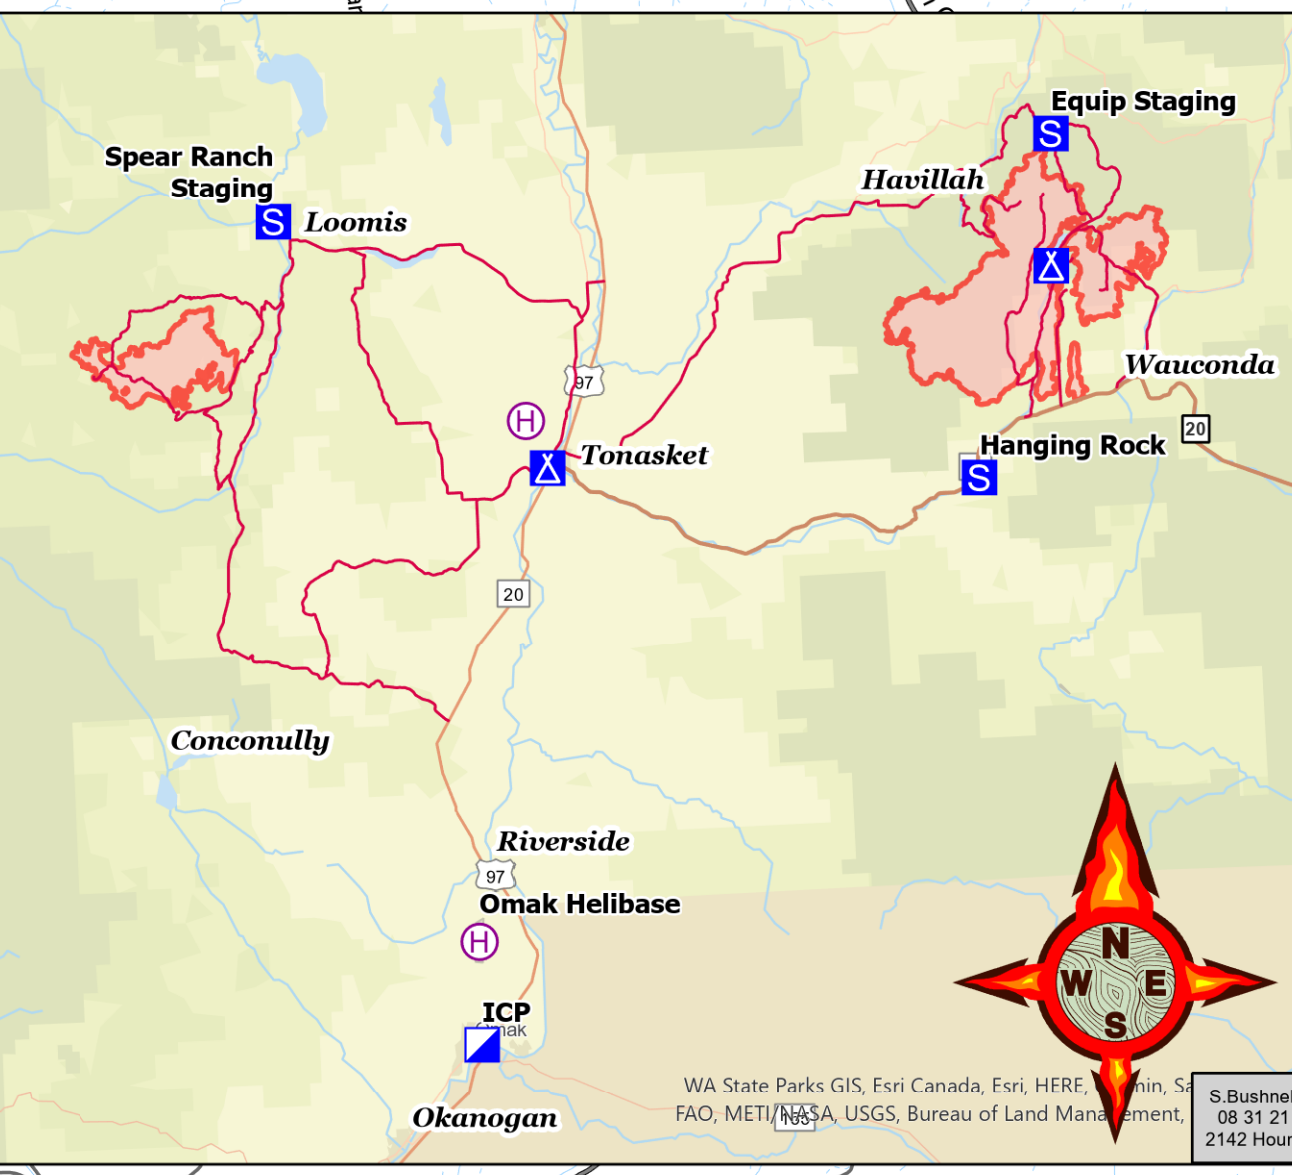 Equip Staging
S
Spear Ranch
Staging
Havillah
S
Loomis
Wauconda
97
H
20
Hanging Rock
Tonasket
S
20
Conconully
Riverside
97
Omak Helibase
H
N
W E
S
ICP
WA State Parks GIS, Esri Canada, Esri, HERE,
FAO, METI/NASA, USGS, Bureau of Land Management,
Okanogan
S.Bushnel
08 31 21
2142 Hour